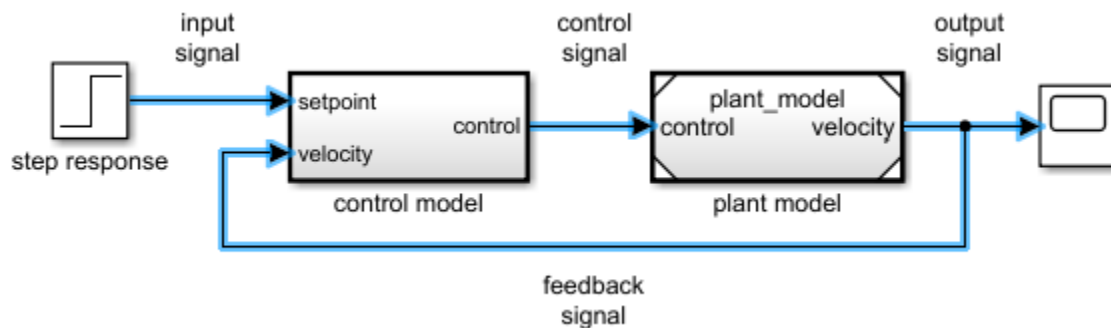 input
signal
control
signal
output
signal
setpoint
velocity
control
plant_model
control
velocity
step response
control model
plant model
feedback
signal